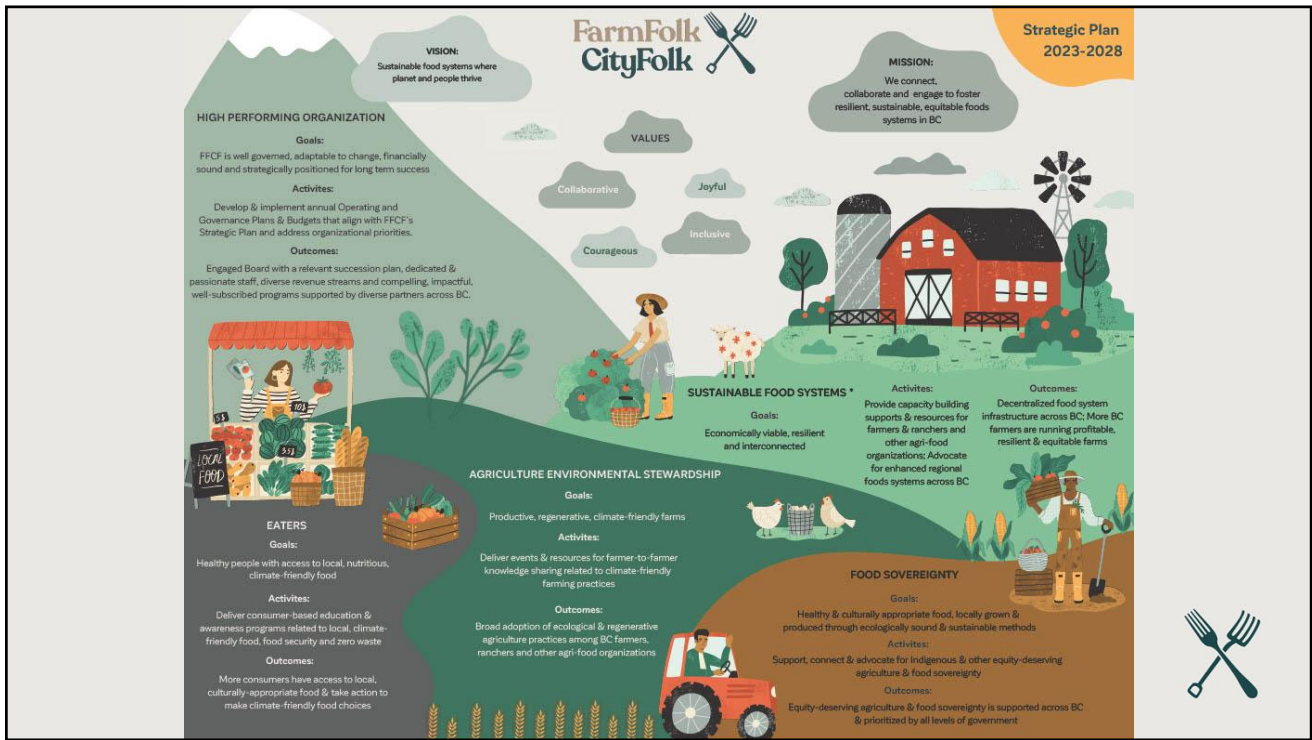 FarmFolk
CityFolk
Strategic Plan
2023-2028
VISION:
Sustainable food systems where
planet and people thrive
MISSION:
We connect,
collaborate and engage to foster
resilient, sustainable, equitable foods
systems in BC
VALUES
Collaborative
Joyful
Inclusive
Courageous
HIGH PERFORMING ORGANIZATION
Goals:
FFCF is well governed, adaptable to change, financially
sound and strategically positioned for long term success
Activites:
Develop & implement annual Operating and
Governance Plans & Budgets that align with FFCF's
Strategic Plan and address organizational priorities.
Outcomes:
Engaged Board with a relevant succession plan, dedicated &
passionate staff, diverse revenue streams and compelling, impactful,
well-subscribed programs supported by diverse partners across BC.
5$
10$
3.5$
LOCAL
FOOD
SUSTAINABLE FOOD SYSTEMS *
Goals:
Economically viable, resilient
and interconnected
Activites:
Provide capacity building
supports & resources for
farmers & ranchers and
other agri-food
organizations; Advocate
for enhanced regional
foods systems across BC
Outcomes:
Decentralized food system
infrastructure across BC; More BC
farmers are running profitable,
resilient & equitable farms
AGRICULTURE ENVIRONMENTAL STEWARDSHIP
Goals:
Productive, regenerative, climate-friendly farms
Activites:
Deliver events & resources for farmer-to-farmer
knowledge sharing related to climate-friendly
farming practices
Outcomes:
Broad adoption of ecological & regenerative
agriculture practices among BC farmers,
ranchers and other agri-food organizations
EATERS
Goals:
Healthy people with access to local, nutritious,
climate-friendly food
Activites:
Deliver consumer-based education &
awareness programs related to local, climate-
friendly food, food security and zero waste
Outcomes:
More consumers have access to local,
culturally-appropriate food & take action to
make climate-friendly food choices
FOOD SOVEREIGNTY
Goals:
Healthy & culturally appropriate food, locally grown &
produced through ecologically sound & sustainable methods
Activites:
Support, connect & advocate for indigenous & other equity-deserving
agriculture & food sovereignty
Outcomes:
Equity-deserving agriculture & food sovereignty is supported across BC
& prioritized by all levels of government